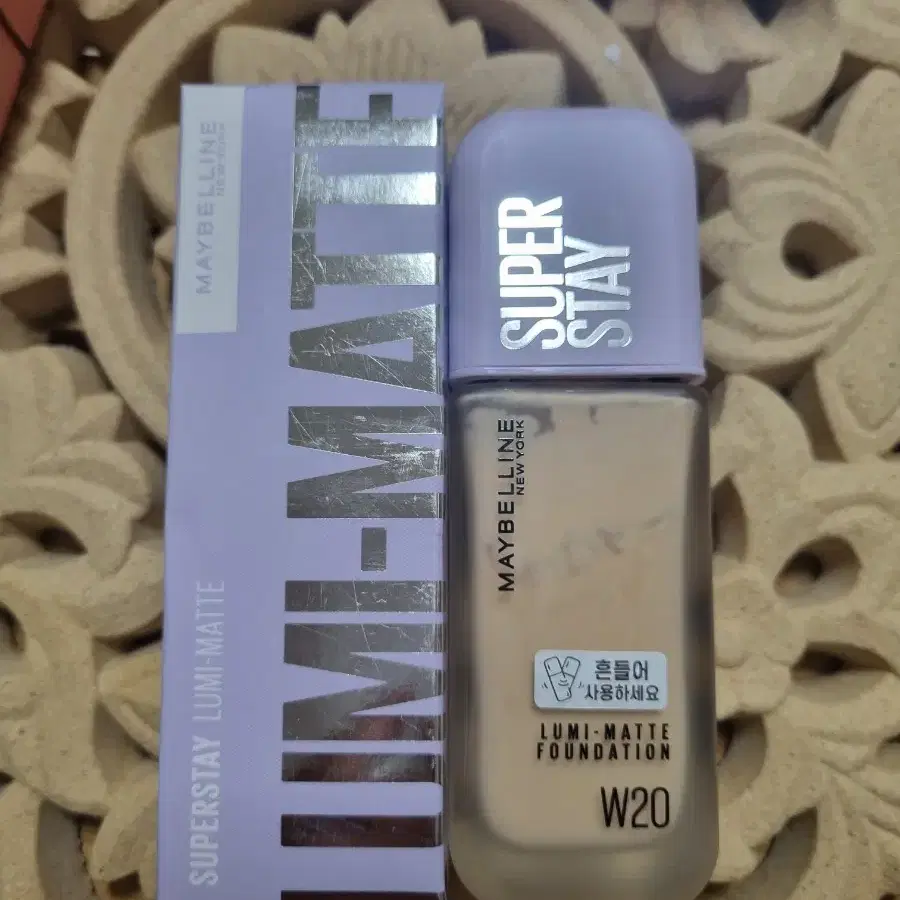 MAYBELLINE
NEW YORK
UMI-MATTE
SUPERSTAY LUMI-MATTE
SUPER
STAY
MAYBELLINE
NEW YORK
흔들어
사용하세요
LUMI-MATTE
FOUNDATION
W20